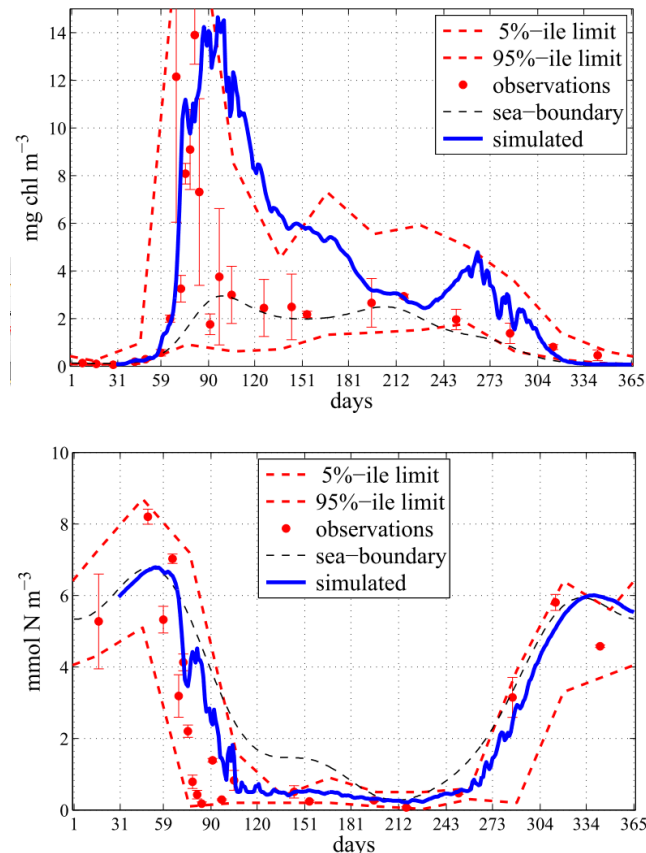 14
12
10
8
6
4
2
0
mg chl m−3
5%−ile limit
95%−ile limit
observations
sea−boundary
simulated
1 31 59 90 120 151 181 212 243 273 304 334 365
days
10
8
6
4
2
0
mmol N m−3
5%−ile limit
95%−ile limit
observations
sea−boundary
simulated
1 31 59 90 120 151 181 212 243 273 304 334 365
days